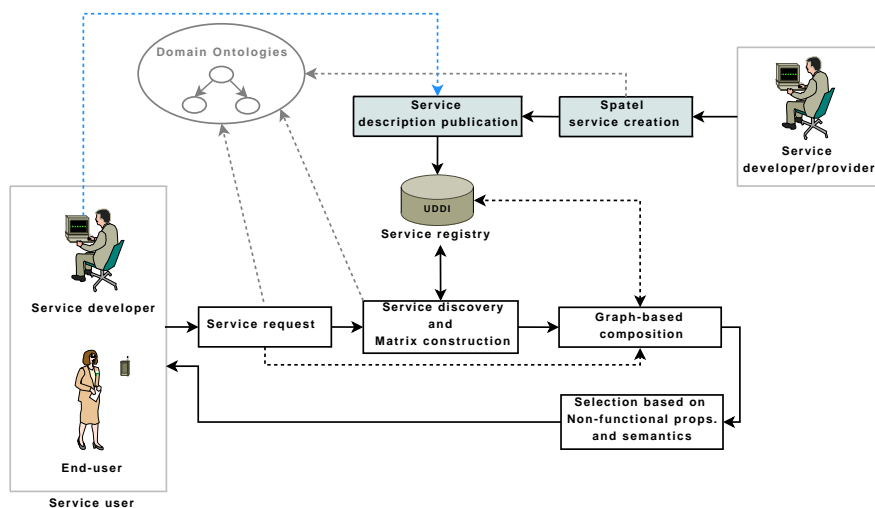 Domain Ontologies
Service
description publication
Spatel
service creation
Service
developer/provider
UDDI
Service registry
Service developer
Service request
Service discovery
and
Matrix construction
Graph-based
composition
Selection based on
Non-functional props.
and semantics
End-user
Service user